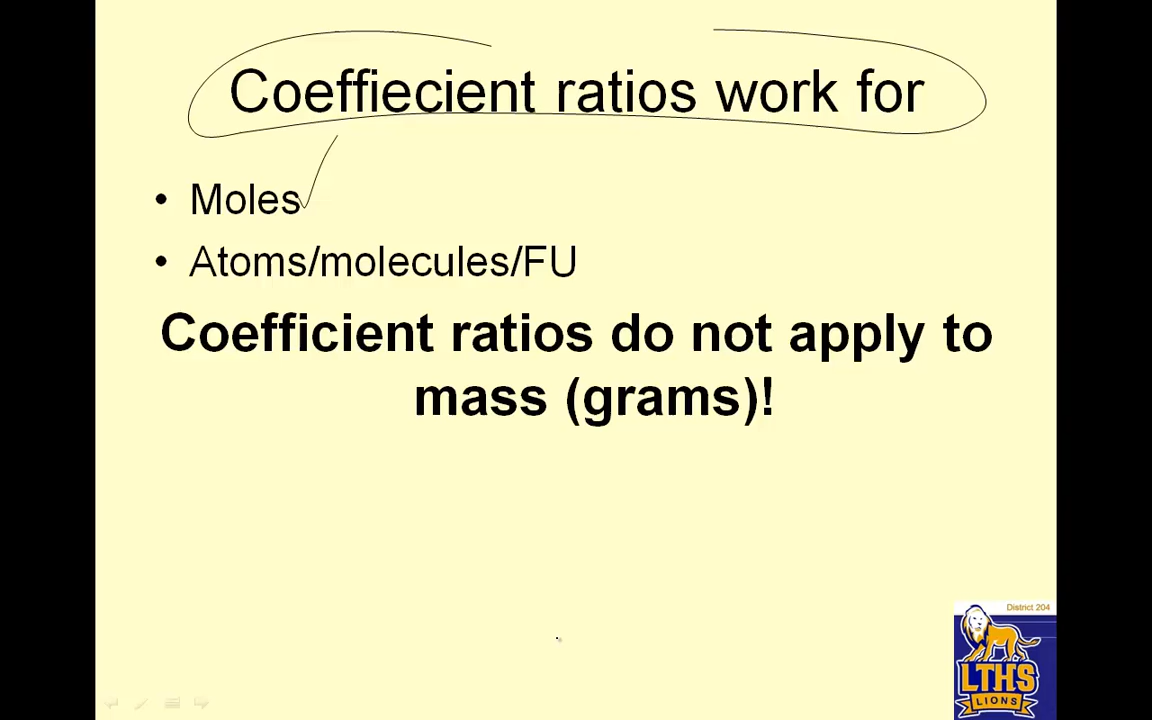 Coeffiecient ratios work for
• Moles
• Atoms/molecules/FU
Coefficient ratios do not apply to
mass (grams)!
District 204
LTHS
LIONS